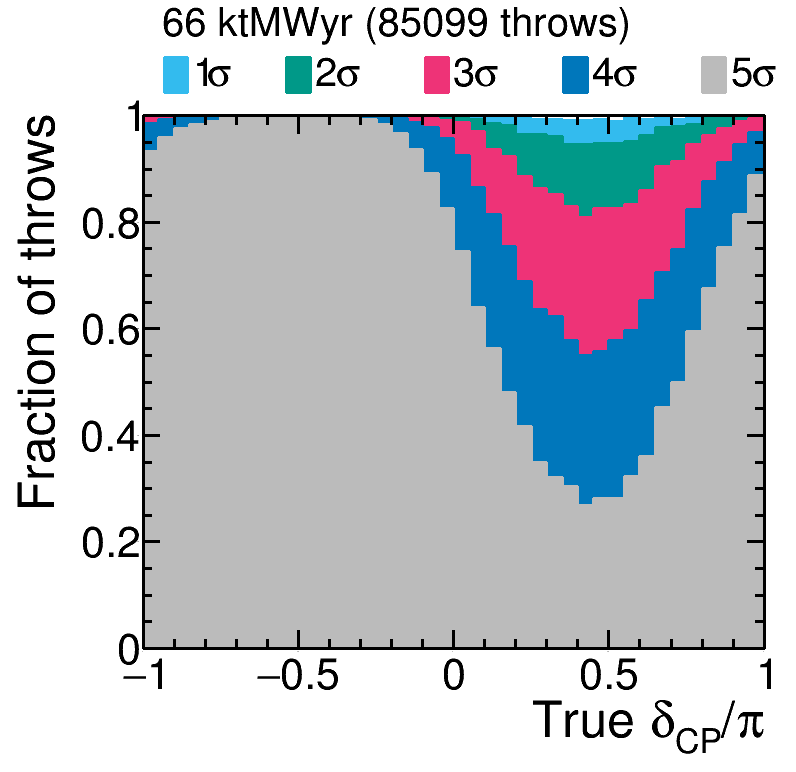 66 ktMWyr (85099 throws)
1σ 2σ 3σ 4σ 5σ
Fraction of throws
1
0.8
0.6
0.4
0.2
0
−1 −0.5 0 0.5 1
True δCP/π